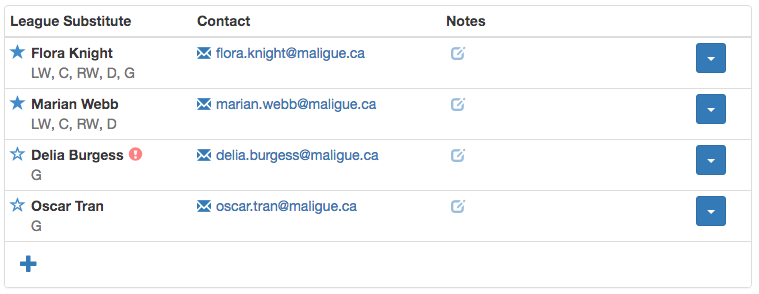 League Substitute Contact Notes
Flora Knight flora.knight@maligue.ca
LW, C, RW, D, G
Marian Webb marian.webb@maligue.ca
LW, C, RW, D
Delia Burgess delia.burgess@maligue.ca
G
Oscar Tran oscar.tran@maligue.ca
G